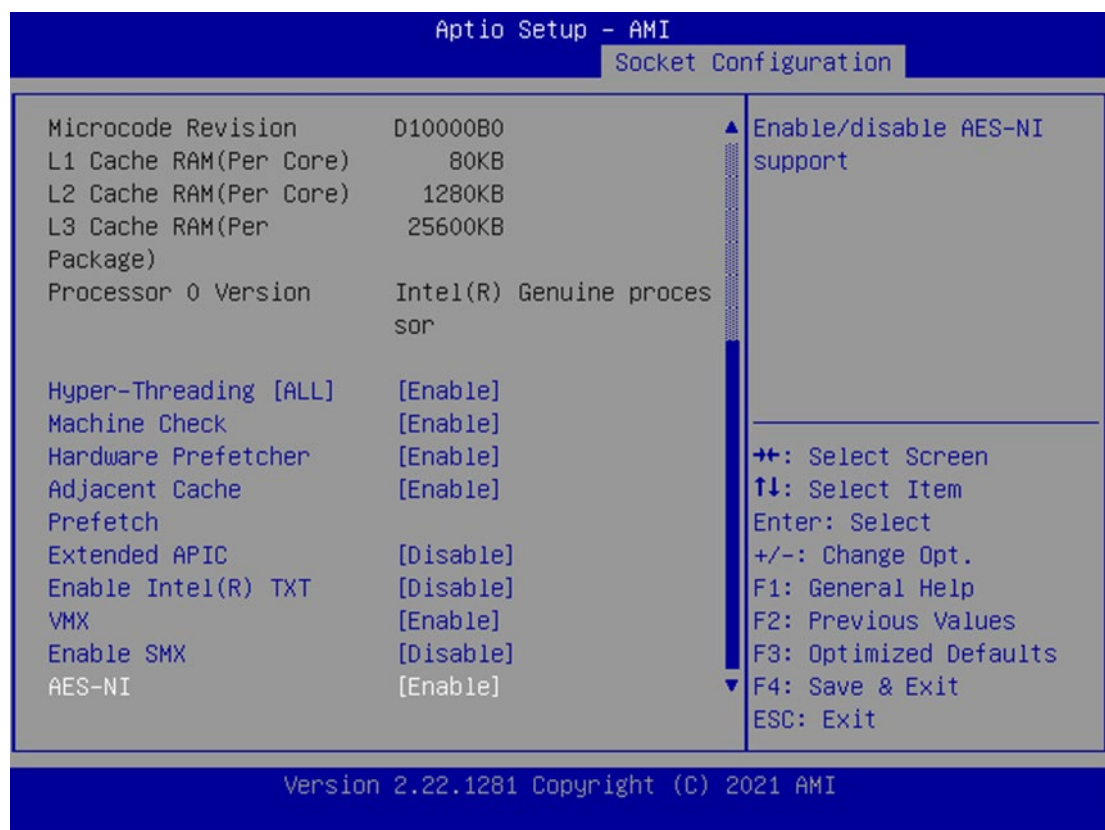 Aptio Setup – AMI
Socket Configuration
Microcode Revision D10000B0
L1 Cache RAM(Per Core) 80KB
L2 Cache RAM(Per Core) 1280KB
L3 Cache RAM(Per 25600KB
Package)
Processor 0 Version Intel(R) Genuine proces
sor
Hyper-Threading [ALL] [Enable]
Machine Check [Enable]
Hardware Prefetcher [Enable]
Adjacent Cache [Enable]
Prefetch
Extended APIC [Disable]
Enable Intel(R) TXT [Disable]
VMX [Enable]
Enable SMX [Disable]
AES-NI [Enable]
Enable/disable AES-NI
support
→←: Select Screen
↑↓: Select Item
Enter: Select
+/-: Change Opt.
F1: General Help
F2: Previous Values
F3: Optimized Defaults
F4: Save & Exit
ESC: Exit
Version 2.22.1281 Copyright (C) 2021 AMI